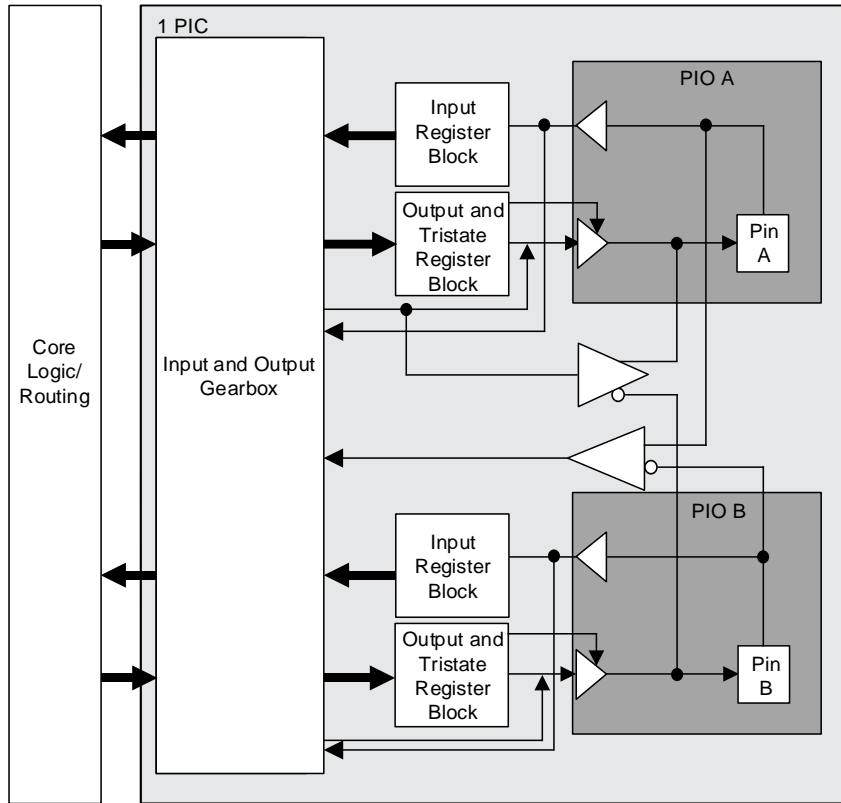 1 PIC
PIO A
Input
Register
Block
Output and
Tristate
Register
Block
Pin
A
Core
Logic/
Routing
Input and Output
Gearbox
PIO B
Input
Register
Block
Output and
Tristate
Register
Block
Pin
B